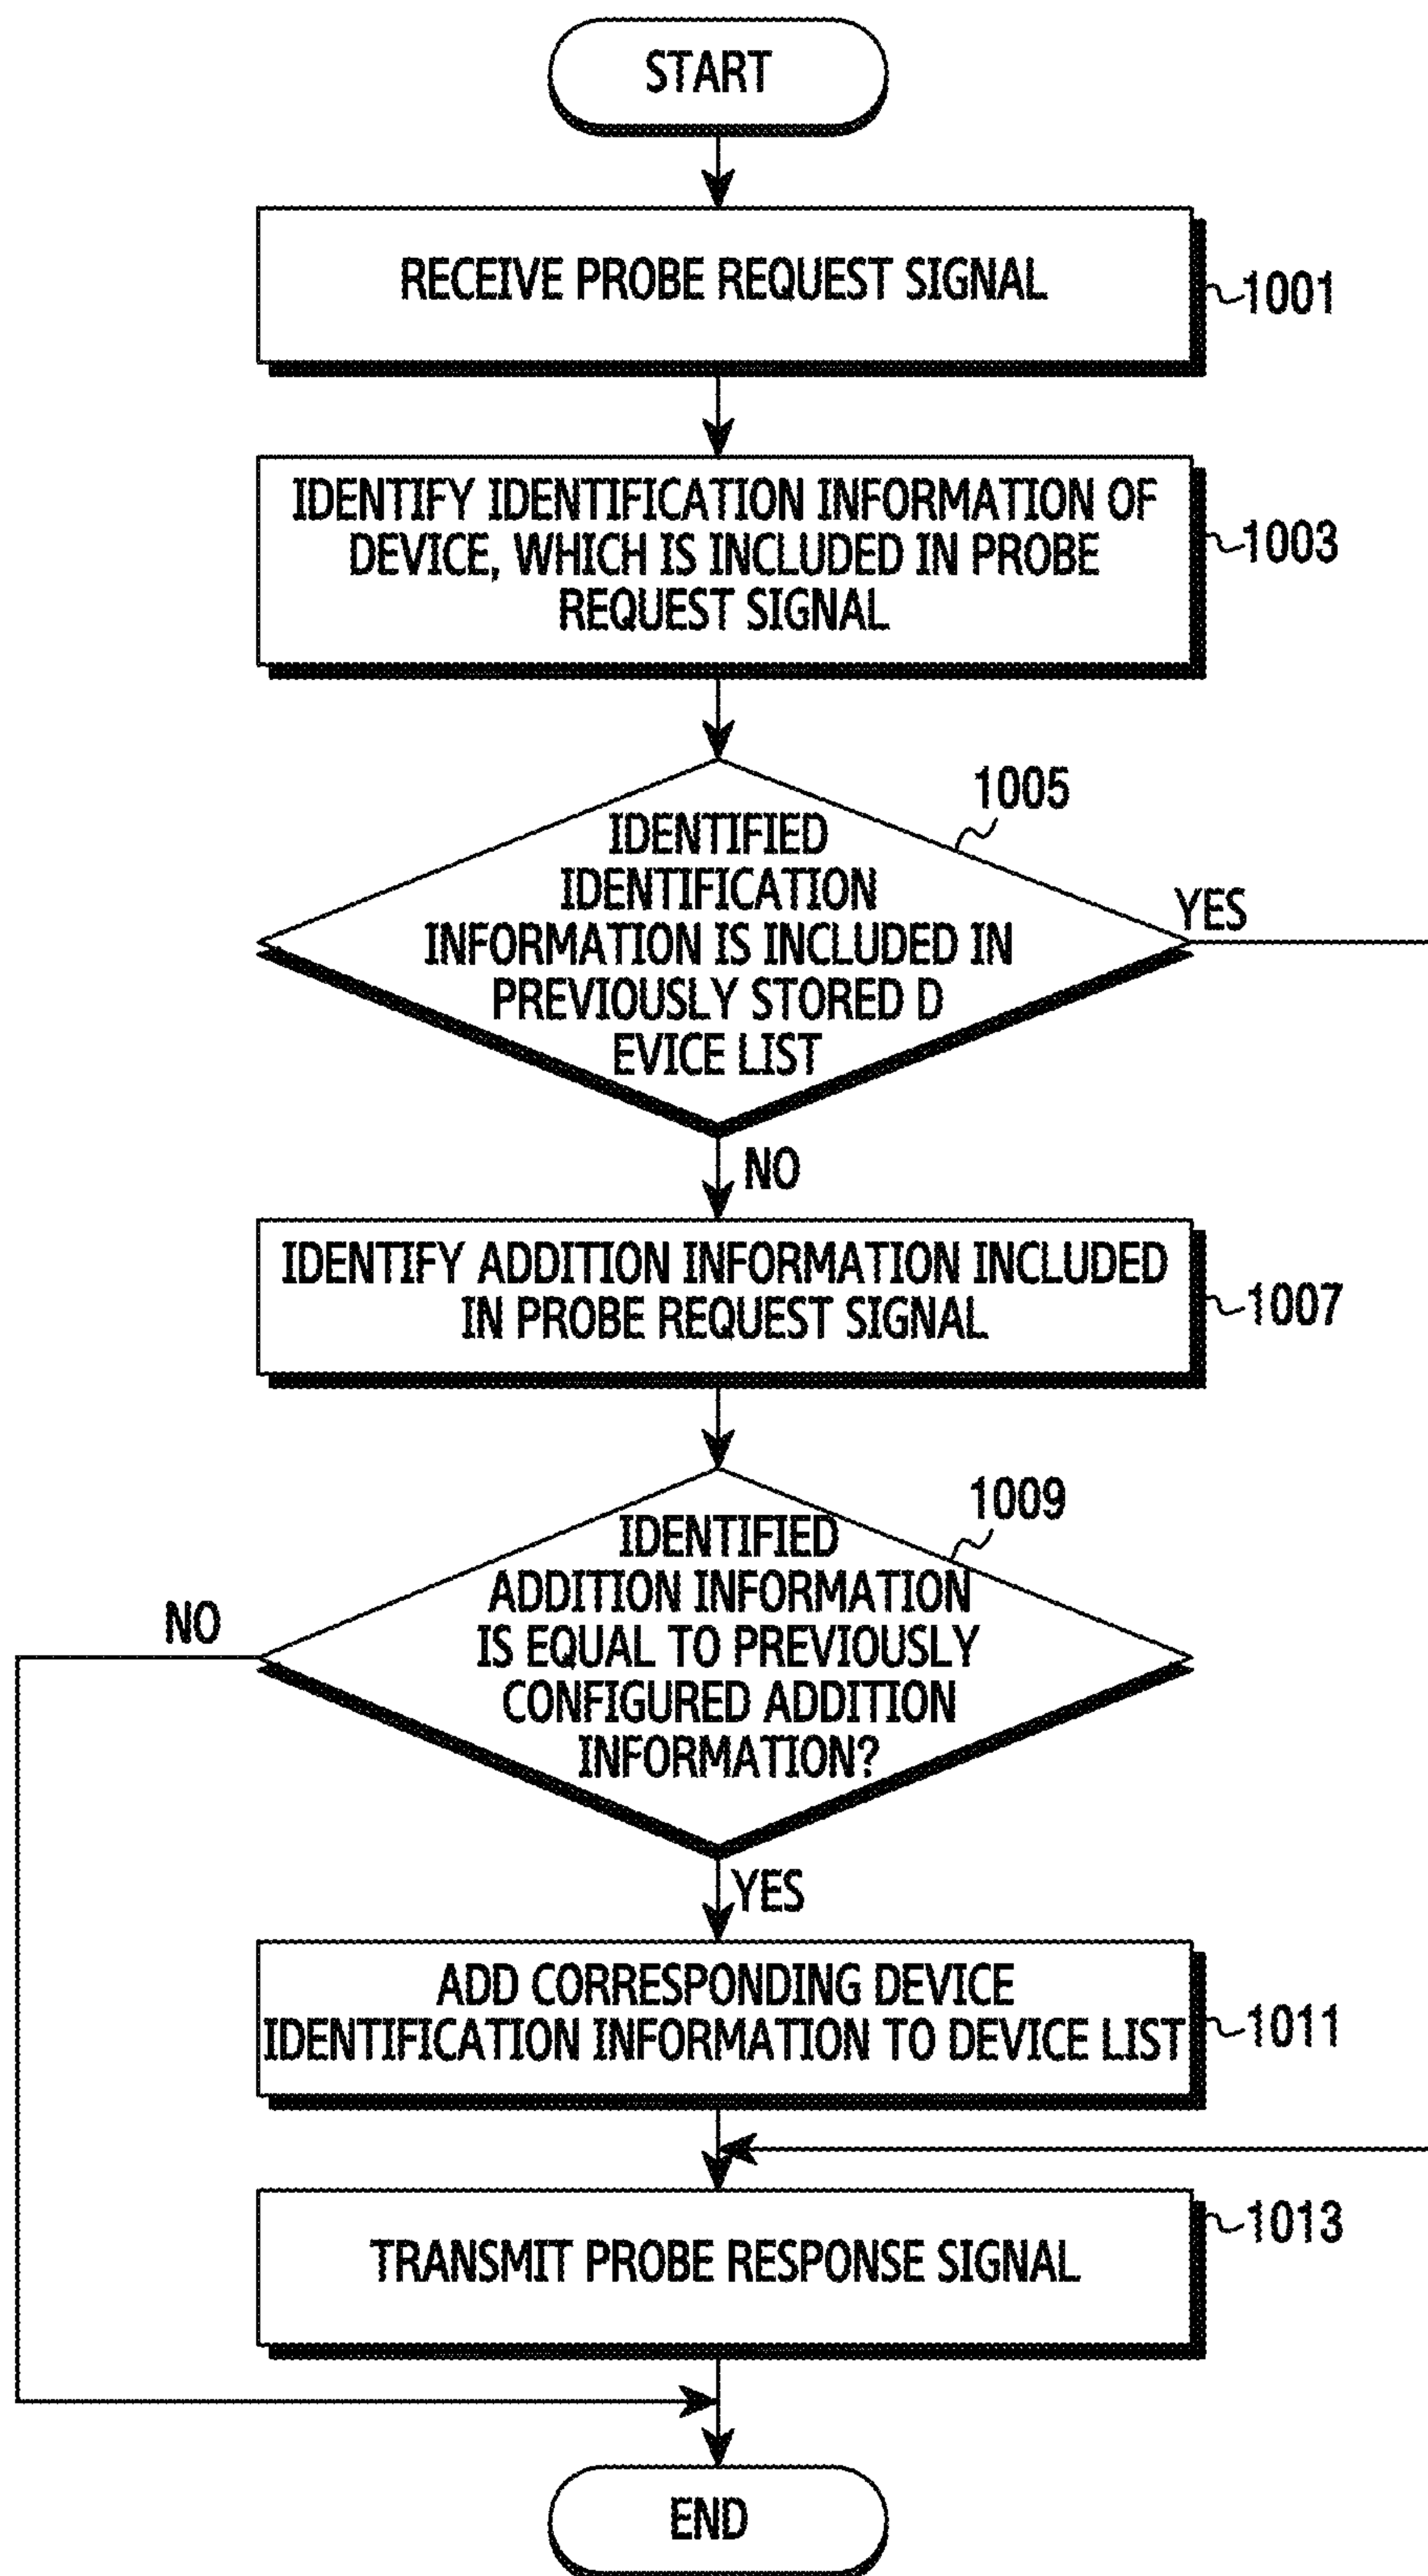 START
RECEIVE PROBE REQUEST SIGNAL
1001
IDENTIFY IDENTIFICATION INFORMATION OF
DEVICE, WHICH IS INCLUDED IN PROBE
REQUEST SIGNAL
1003
1005
IDENTIFIED
IDENTIFICATION
INFORMATION IS INCLUDED IN
PREVIOUSLY STORED D
EVICE LIST
YES
NO
IDENTIFY ADDITION INFORMATION INCLUDED
IN PROBE REQUEST SIGNAL
1007
1009
IDENTIFIED
ADDITION INFORMATION
IS EQUAL TO PREVIOUSLY
CONFIGURED ADDITION
INFORMATION?
NO
YES
ADD CORRESPONDING DEVICE
IDENTIFICATION INFORMATION TO DEVICE LIST
1011
TRANSMIT PROBE RESPONSE SIGNAL
1013
END